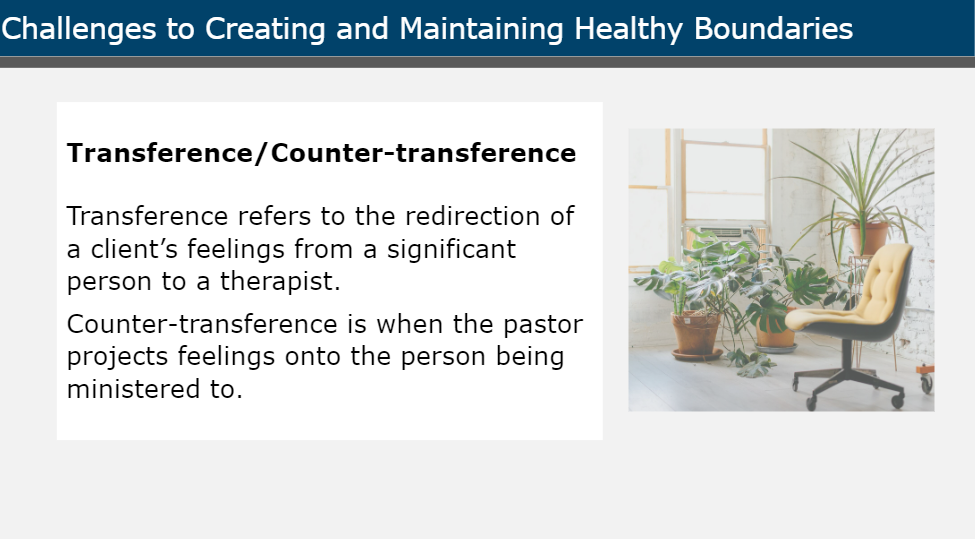 Challenges to Creating and Maintaining Healthy Boundaries
Transference/Counter-transference
Transference refers to the redirection of
a client’s feelings from a significant
person to a therapist.
Counter-transference is when the pastor
projects feelings onto the person being
ministered to.